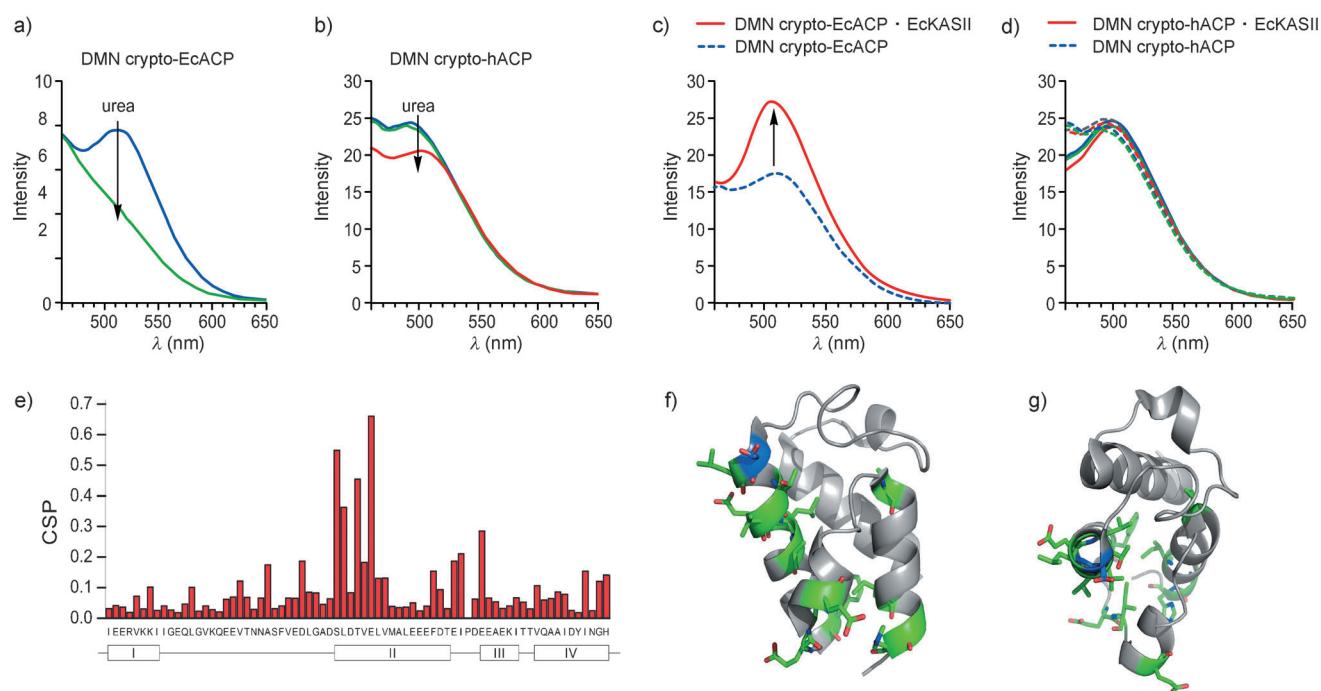 a)
DMN crypto-EcACP
urea
Intensity
10
8
6
4
2
0
500 550 600 650
λ (nm)
b)
DMN crypto-hACP
urea
Intensity
30
25
20
15
10
5
0
500 550 600 650
λ (nm)
c)
DMN crypto-EcACP · EcKASII
DMN crypto-EcACP
Intensity
30
25
20
15
10
5
0
500 550 600 650
λ (nm)
d)
DMN crypto-hACP · EcKASII
DMN crypto-hACP
Intensity
30
25
20
15
10
5
0
500 550 600 650
λ (nm)
e)
CSP
0.7
0.6
0.5
0.4
0.3
0.2
0.1
0.0
IEERVKKIIGEQLGVKQEEVTNNASFVEDLGADSLDTVELVMALEEEFDTEIPDEEAEKITTVQAAIDYINGH
I II III IV
f)
g)